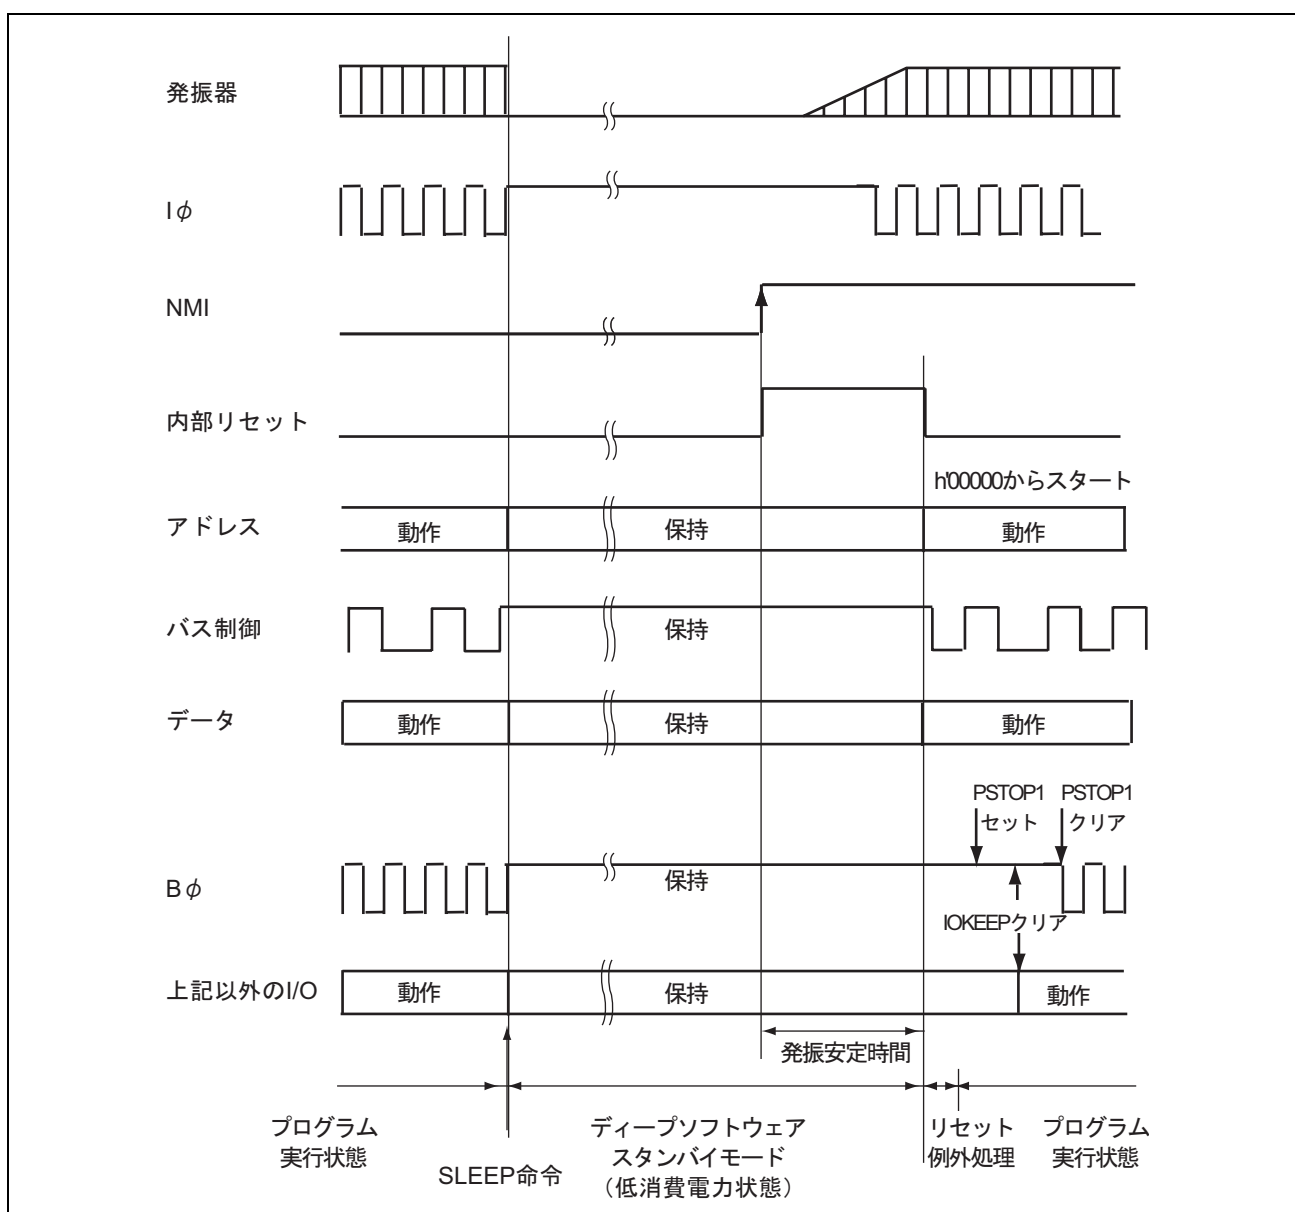 発振器
Iφ
NMI
内部リセット
h'00000からスタート
アドレス
動作
保持
動作
バス制御
保持
データ
動作
保持
動作
PSTOP1
セット
PSTOP1
クリア
Bφ
保持
IOKEEPクリア
上記以外のI/O
動作
保持
動作
発振安定時間
プログラム
実行状態
SLEEP命令
ディープソフトウェア
スタンバイモード
（低消費電力状態）
リセット
例外処理
プログラム
実行状態